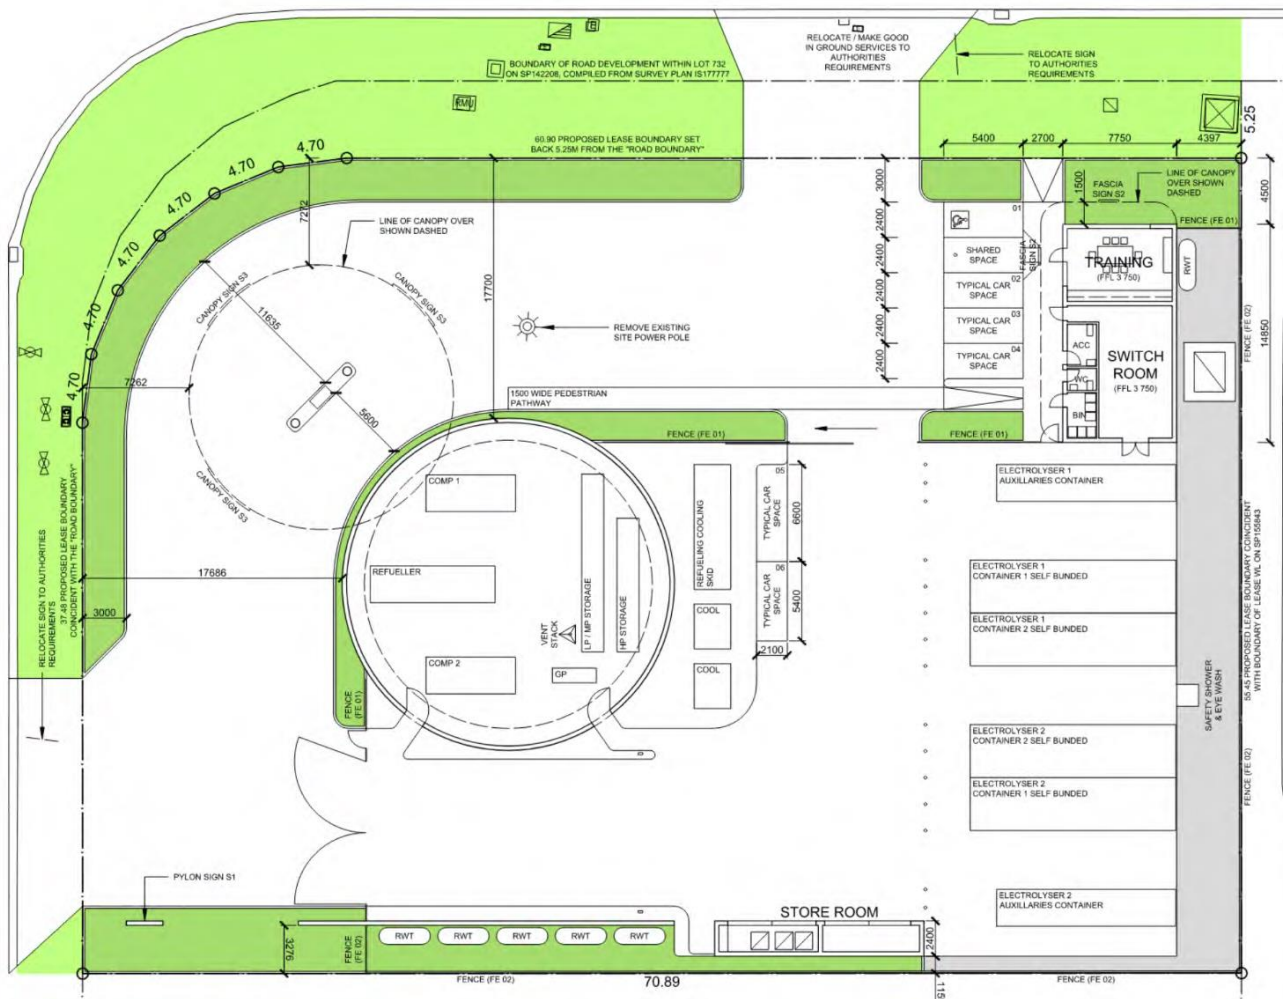 RELOCATE / MAKE GOOD
IN GROUND SERVICES TO
AUTHORITIES
REQUIREMENTS
RELOCATE SIGN
TO AUTHORITIES
REQUIREMENTS
BOUNDARY OF ROAD DEVELOPMENT WITHIN LOT 732
ON SP142208, COMPILED FROM SURVEY PLAN IS177777
RMU
60.90 PROPOSED LEASE BOUNDARY SET
BACK 5.25M FROM THE "ROAD BOUNDARY"
5400
2700
7750
4397
5.25
4.70
4.70
4.70
4.70
4.70
4.70
4.70
7262
LINE OF CANOPY OVER
SHOWN DASHED
17700
3000
2400
2400
2400
2400
2400
01
SHARED
SPACE
02
TYPICAL CAR
SPACE
03
TYPICAL CAR
SPACE
04
TYPICAL CAR
SPACE
FASCIA
SIGN S2
1500
FASCIA
SIGN S2
LINE OF CANOPY
OVER SHOWN
DASHED
FENCE (FE 01)
4500
TRAINING
(FFL 3 750)
RWT
FENCE (FE 02)
14850
ACC
WC
BIN
SWITCH
ROOM
(FFL 3 750)
CANOPY SIGN S3
CANOPY SIGN S3
CANOPY SIGN S3
11635
5600
7262
REMOVE EXISTING
SITE POWER POLE
1500 WIDE PEDESTRIAN
PATHWAY
FENCE (FE 01)
FENCE (FE 01)
COMP 1
REFUELLER
COMP 2
VENT
STACK
GP
LP / MP STORAGE
HP STORAGE
REFUELING COOLING
SKID
COOL
COOL
05
TYPICAL CAR
SPACE
06
TYPICAL CAR
SPACE
6600
5400
2100
ELECTROLYSER 1
AUXILLARIES CONTAINER
ELECTROLYSER 1
CONTAINER 1 SELF BUNDED
ELECTROLYSER 1
CONTAINER 2 SELF BUNDED
ELECTROLYSER 2
CONTAINER 2 SELF BUNDED
ELECTROLYSER 2
CONTAINER 1 SELF BUNDED
ELECTROLYSER 2
AUXILLARIES CONTAINER
SAFETY SHOWER
& EYE WASH
55.45 PROPOSED LEASE BOUNDARY COINCIDENT
WITH BOUNDARY OF LEASE WL ON SP155843
FENCE (FE 02)
17686
3000
37.48 PROPOSED LEASE BOUNDARY
COINCIDENT WITH THE "ROAD BOUNDARY"
RELOCATE SIGN TO AUTHORITIES
REQUIREMENTS
FENCE
(FE 01)
PYLON SIGN S1
3276
FENCE
(FE 02)
RWT
RWT
RWT
RWT
RWT
STORE ROOM
2400
115
FENCE (FE 02)
70.89
FENCE (FE 02)